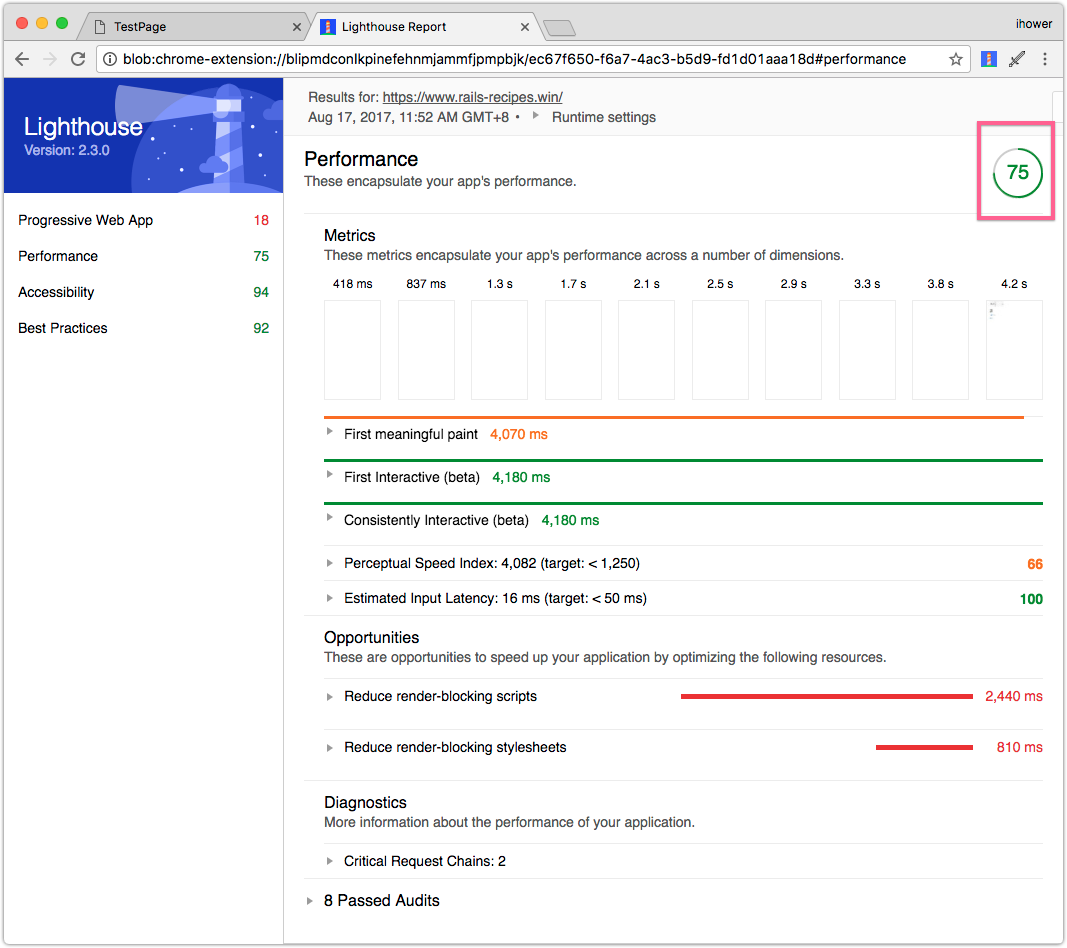 TestPage
Lighthouse Report
ihower
blob:chrome-extension://blipmdconlkpinefehnmjammfjpmpbjk/ec67f650-f6a7-4ac3-b5d9-fd1d01aaa18d#performance
Lighthouse
Version: 2.3.0
Progressive Web App 18
Performance 75
Accessibility 94
Best Practices 92
Results for: https://www.rails-recipes.win/
Aug 17, 2017, 11:52 AM GMT+8 • Runtime settings
Performance
These encapsulate your app's performance.
75
Metrics
These metrics encapsulate your app's performance across a number of dimensions.
418 ms 837 ms 1.3 s 1.7 s 2.1 s 2.5 s 2.9 s 3.3 s 3.8 s 4.2 s
First meaningful paint 4,070 ms
First Interactive (beta) 4,180 ms
Consistently Interactive (beta) 4,180 ms
Perceptual Speed Index: 4,082 (target: < 1,250) 66
Estimated Input Latency: 16 ms (target: < 50 ms) 100
Opportunities
These are opportunities to speed up your application by optimizing the following resources.
Reduce render-blocking scripts 2,440 ms
Reduce render-blocking stylesheets 810 ms
Diagnostics
More information about the performance of your application.
Critical Request Chains: 2
8 Passed Audits